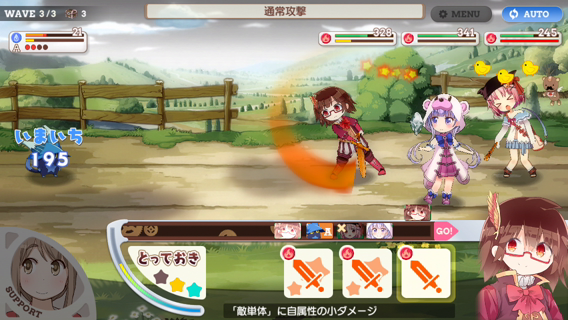 WAVE 3/3 3
通常攻撃
MENU
AUTO
21
A
328
341
245
いまいち
195
A
GO!
とっておき
SUPPORT
「敵単体」に自属性の小ダメージ